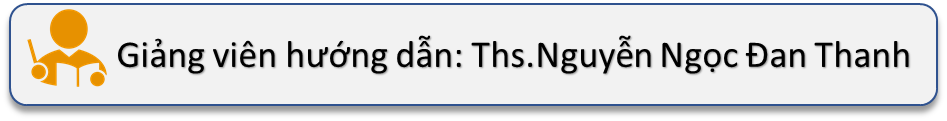 Giảng viên hướng dẫn: Ths.Nguyễn Ngọc Đan Thanh